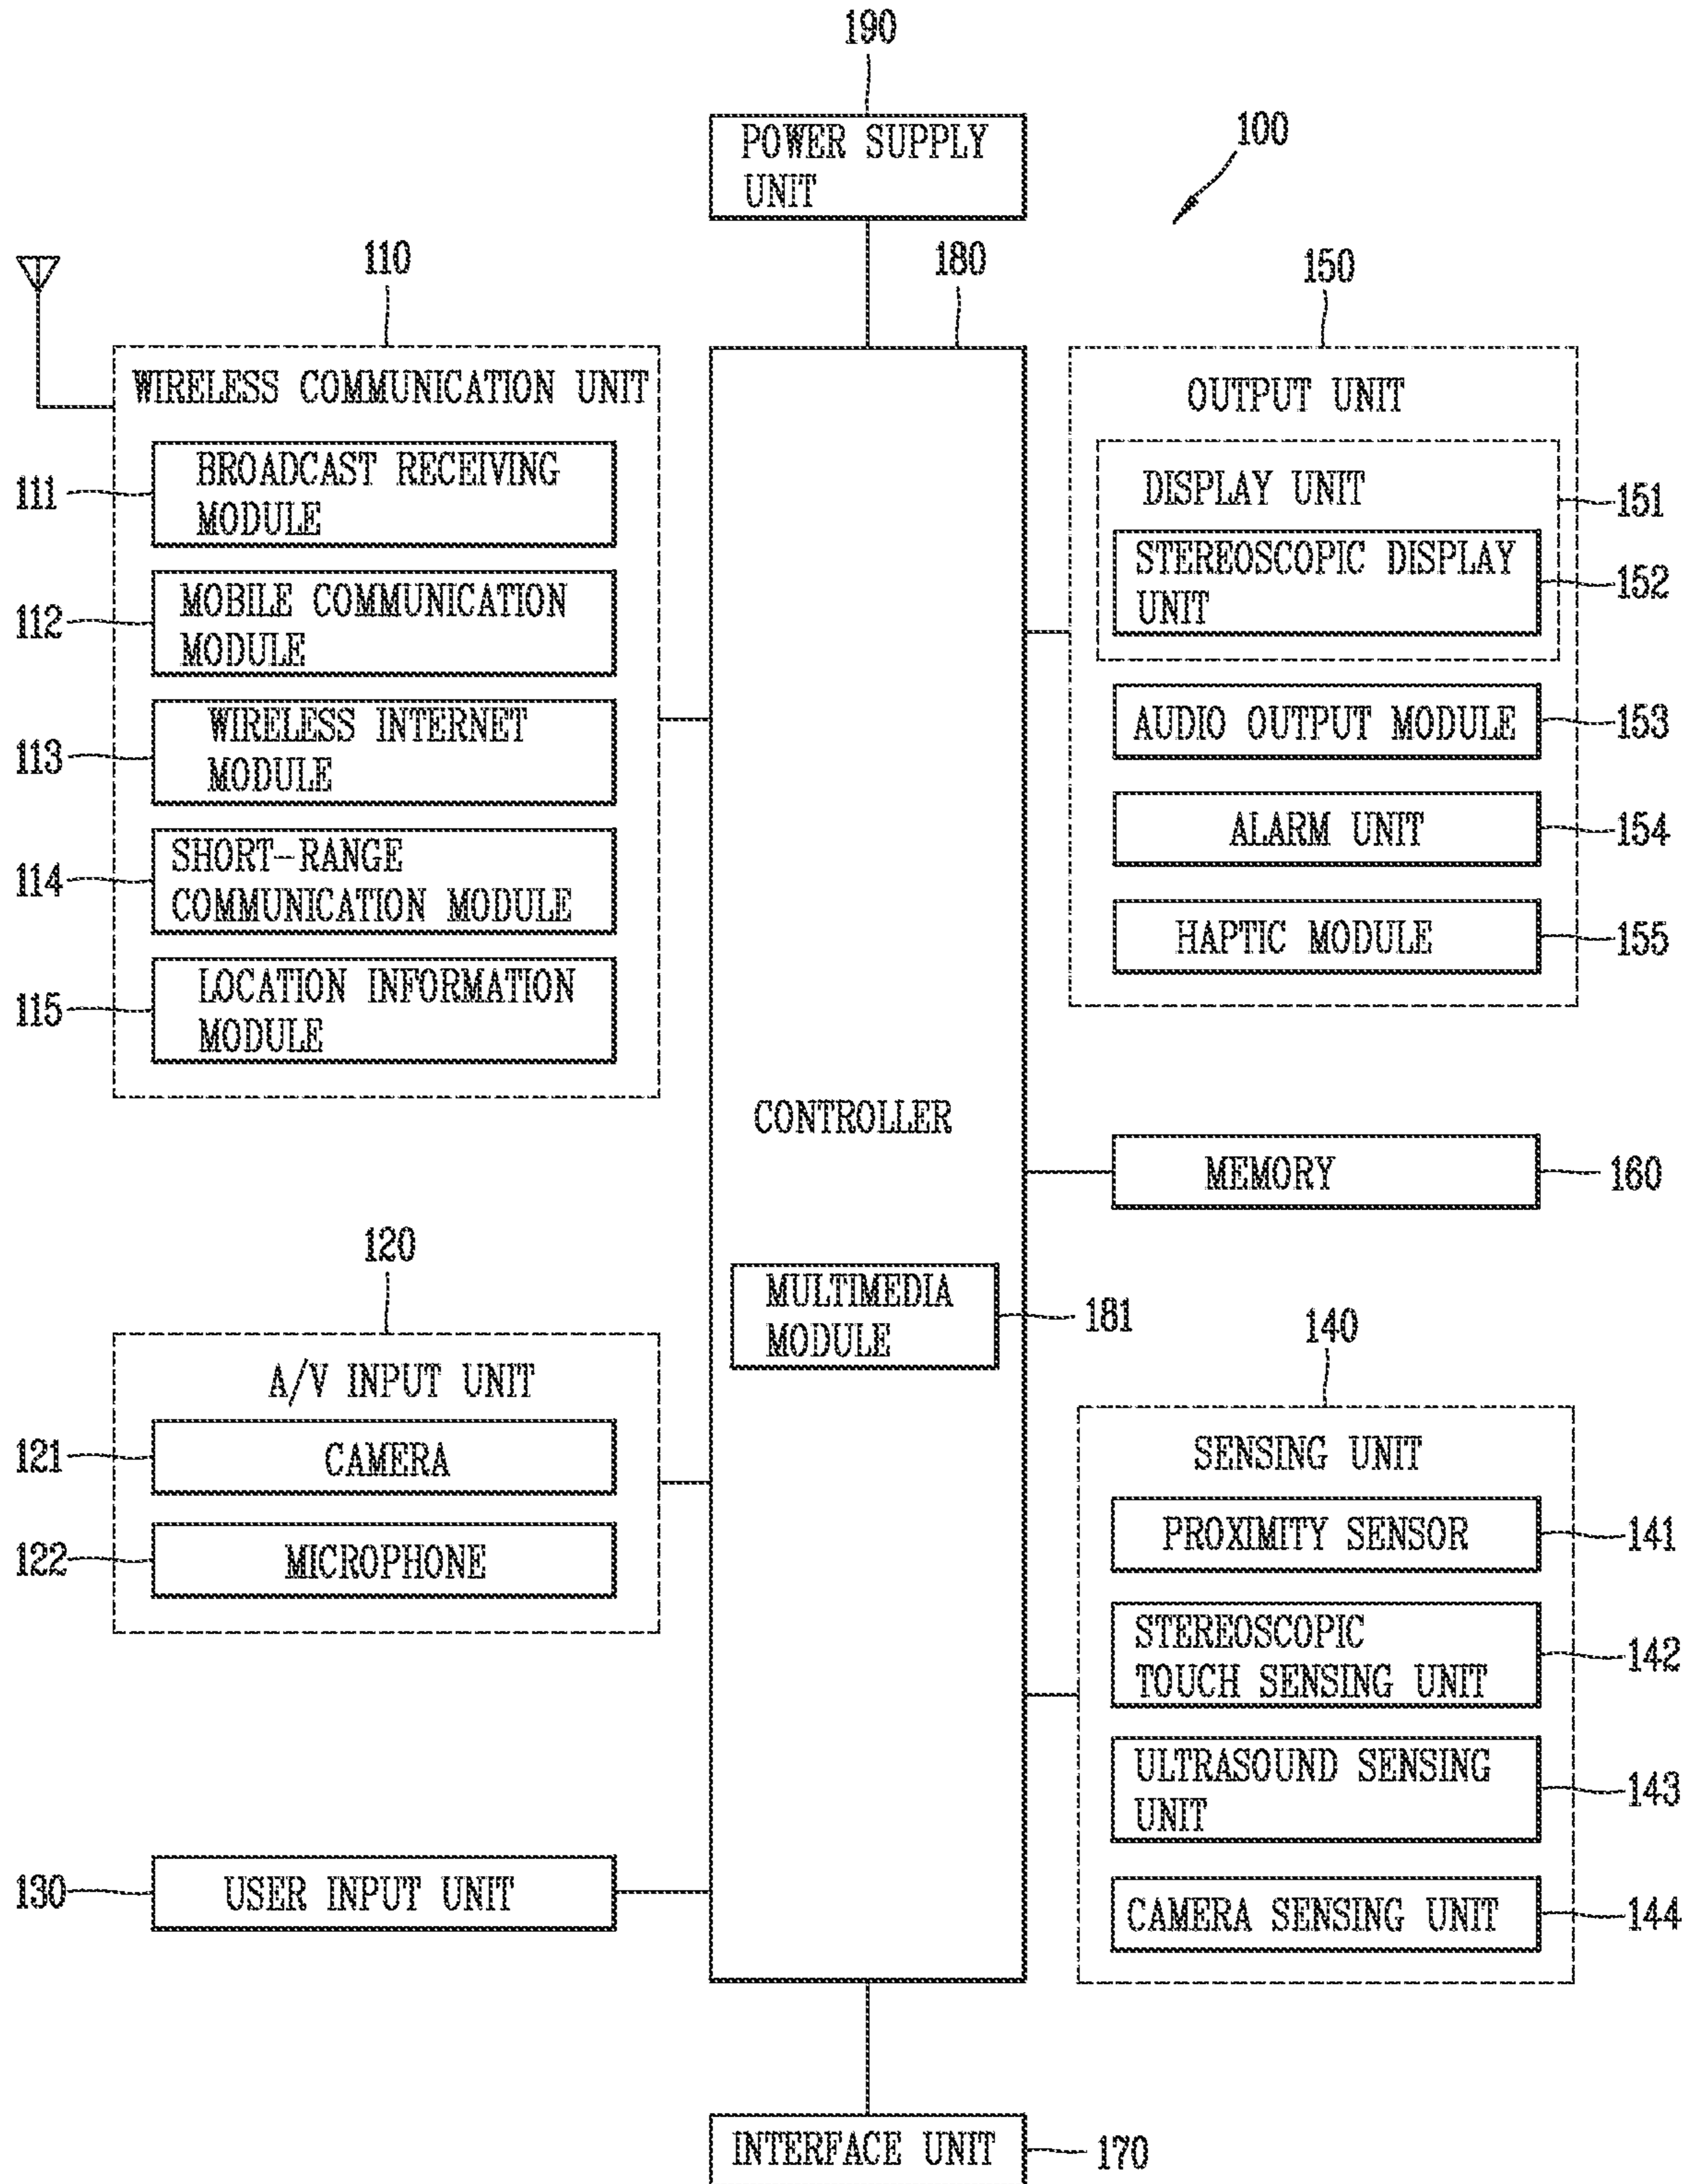 190
POWER SUPPLY
UNIT
100
110
180
150
WIRELESS COMMUNICATION UNIT
111
BROADCAST RECEIVING
MODULE
112
MOBILE COMMUNICATION
MODULE
113
WIRELESS INTERNET
MODULE
114
SHORT-RANGE
COMMUNICATION MODULE
115
LOCATION INFORMATION
MODULE
OUTPUT UNIT
DISPLAY UNIT
151
STEREOSCOPIC DISPLAY
UNIT
152
AUDIO OUTPUT MODULE
153
ALARM UNIT
154
HAPTIC MODULE
155
CONTROLLER
MEMORY
160
MULTIMEDIA
MODULE
181
120
A/V INPUT UNIT
121
CAMERA
122
MICROPHONE
140
SENSING UNIT
PROXIMITY SENSOR
141
STEREOSCOPIC
TOUCH SENSING UNIT
142
ULTRASOUND SENSING
UNIT
143
CAMERA SENSING UNIT
144
130
USER INPUT UNIT
INTERFACE UNIT
170